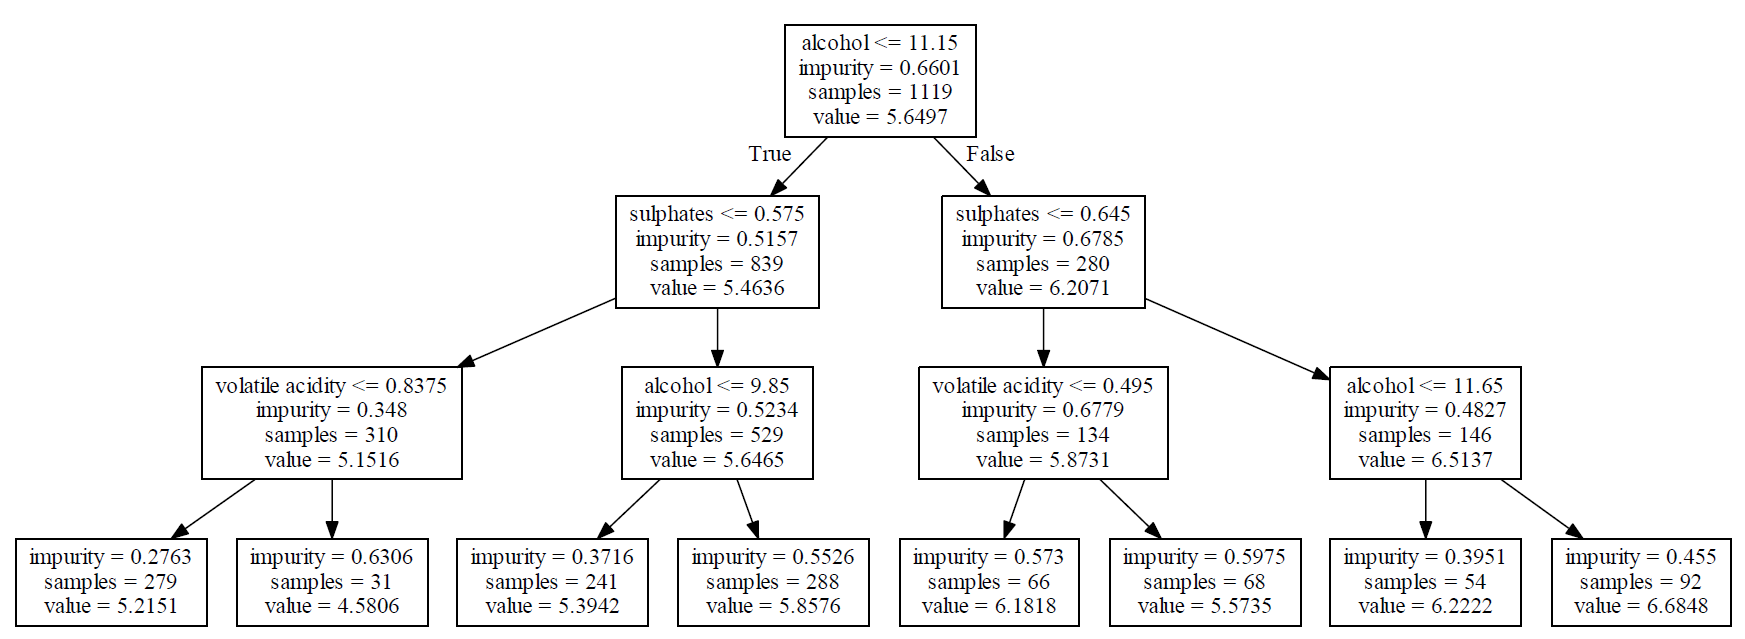 alcohol <= 11.15
impurity = 0.6601
samples = 1119
value = 5.6497
True
False
sulphates <= 0.575
impurity = 0.5157
samples = 839
value = 5.4636
sulphates <= 0.645
impurity = 0.6785
samples = 280
value = 6.2071
volatile acidity <= 0.8375
impurity = 0.348
samples = 310
value = 5.1516
alcohol <= 9.85
impurity = 0.5234
samples = 529
value = 5.6465
volatile acidity <= 0.495
impurity = 0.6779
samples = 134
value = 5.8731
alcohol <= 11.65
impurity = 0.4827
samples = 146
value = 6.5137
impurity = 0.2763
samples = 279
value = 5.2151
impurity = 0.6306
samples = 31
value = 4.5806
impurity = 0.3716
samples = 241
value = 5.3942
impurity = 0.5526
samples = 288
value = 5.8576
impurity = 0.573
samples = 66
value = 6.1818
impurity = 0.5975
samples = 68
value = 5.5735
impurity = 0.3951
samples = 54
value = 6.2222
impurity = 0.455
samples = 92
value = 6.6848